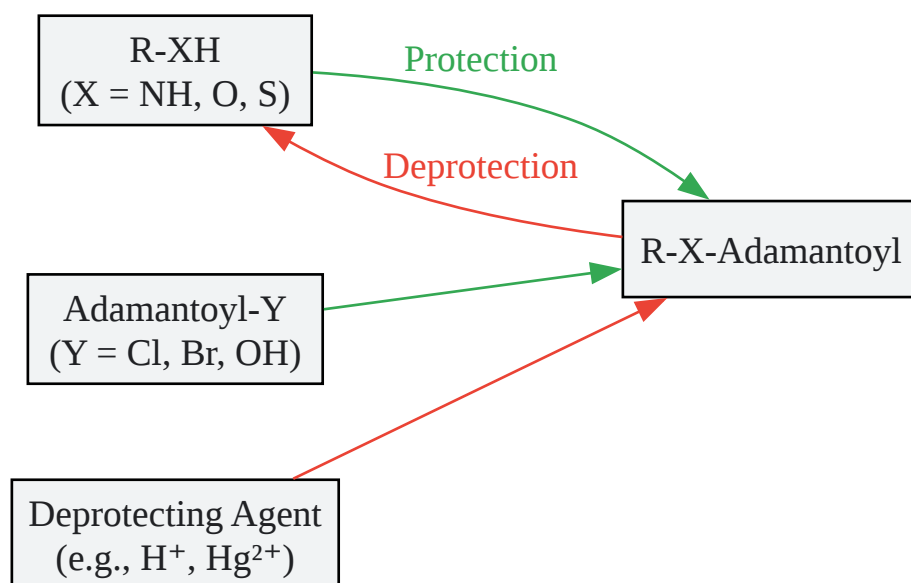 R-XH
(X = NH, O, S)
Protection
Deprotection
R-X-Adamantoyl
Adamantoyl-Y
(Y = Cl, Br, OH)
Deprotecting Agent
(e.g., H⁺, Hg²⁺)